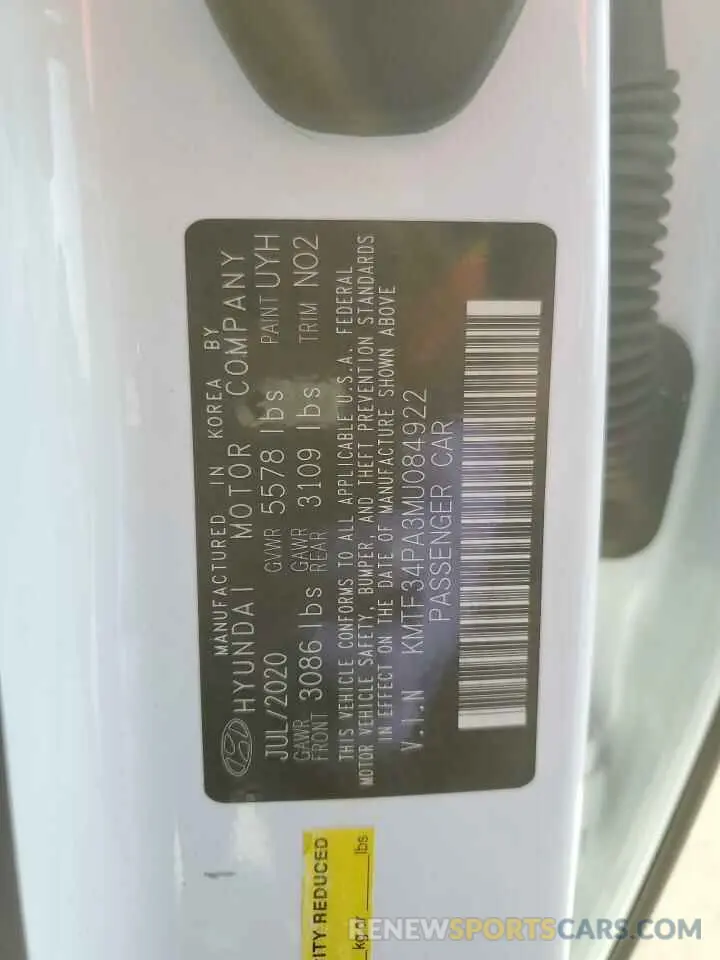 MANUFACTURED IN KOREA BY
HYUNDAI MOTOR COMPANY
JUL/2020 GVWR 5578 lbs PAINT UYH
GAWR FRONT 3086 lbs GAWR REAR 3109 lbs TRIM NO2
THIS VEHICLE CONFORMS TO ALL APPLICABLE U.S.A. FEDERAL
MOTOR VEHICLE SAFETY, BUMPER, AND THEFT PREVENTION STANDARDS
IN EFFECT ON THE DATE OF MANUFACTURE SHOWN ABOVE
V.I.N KMTF34PA3MU084922
PASSENGER CAR
ITY REDUCED
kg or lbs
RENEWSPORTSCARS.COM